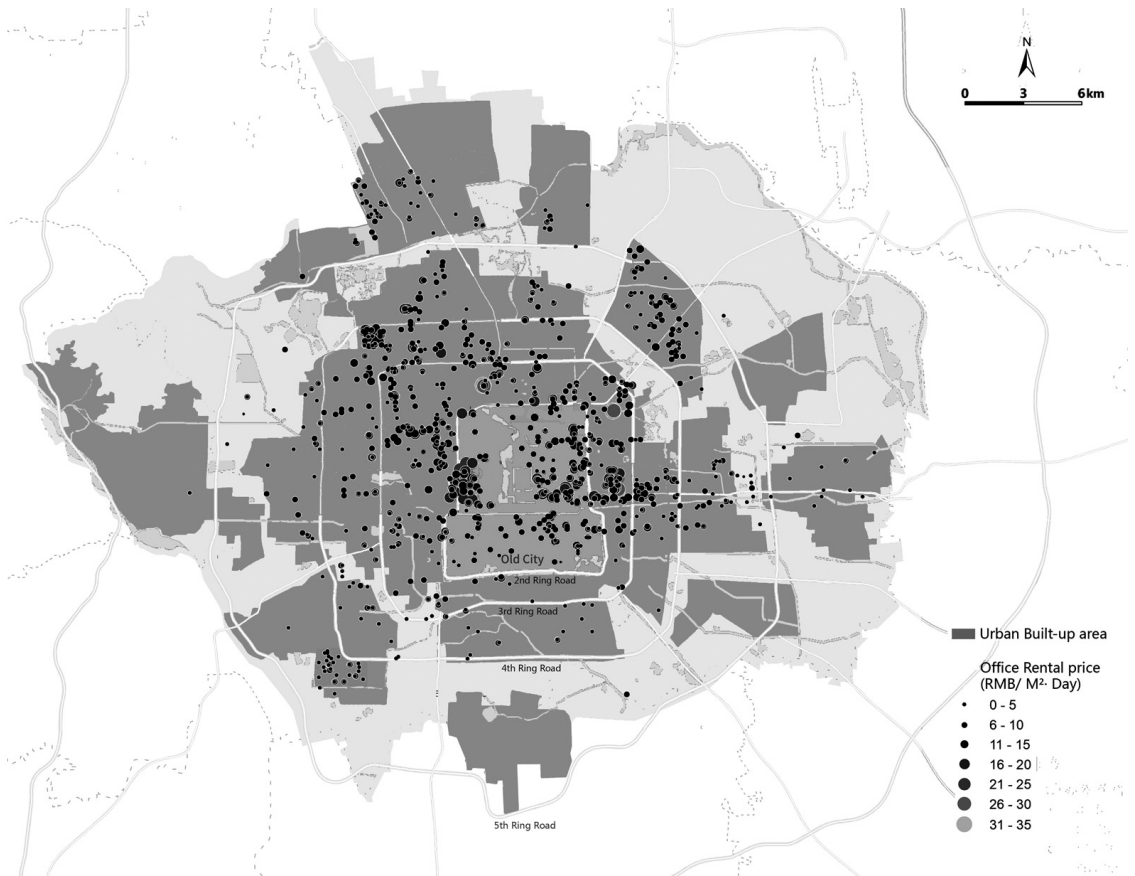 N
0 3 6km
Old City
2nd Ring Road
3rd Ring Road
4th Ring Road
5th Ring Road
Urban Built-up area
Office Rental price
(RMB/ M²· Day)
0 - 5
6 - 10
11 - 15
16 - 20
21 - 25
26 - 30
31 - 35